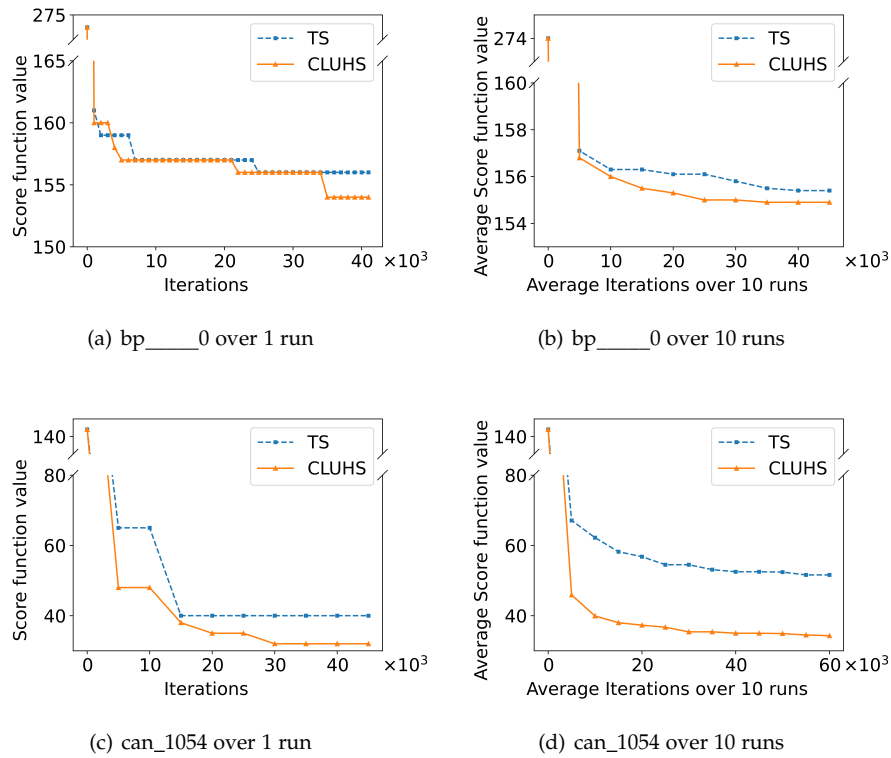 275
165
160
155
150
Score function value
TS
CLUHS
0 10 20 30 40 ×10³
Iterations
(a) bp_____0 over 1 run
274
160
158
156
154
Average Score function value
TS
CLUHS
0 10 20 30 40 ×10³
Average Iterations over 10 runs
(b) bp_____0 over 10 runs
140
80
60
40
Score function value
TS
CLUHS
0 10 20 30 40 ×10³
Iterations
(c) can_1054 over 1 run
140
80
60
40
Average Score function value
TS
CLUHS
0 20 40 60 ×10³
Average Iterations over 10 runs
(d) can_1054 over 10 runs